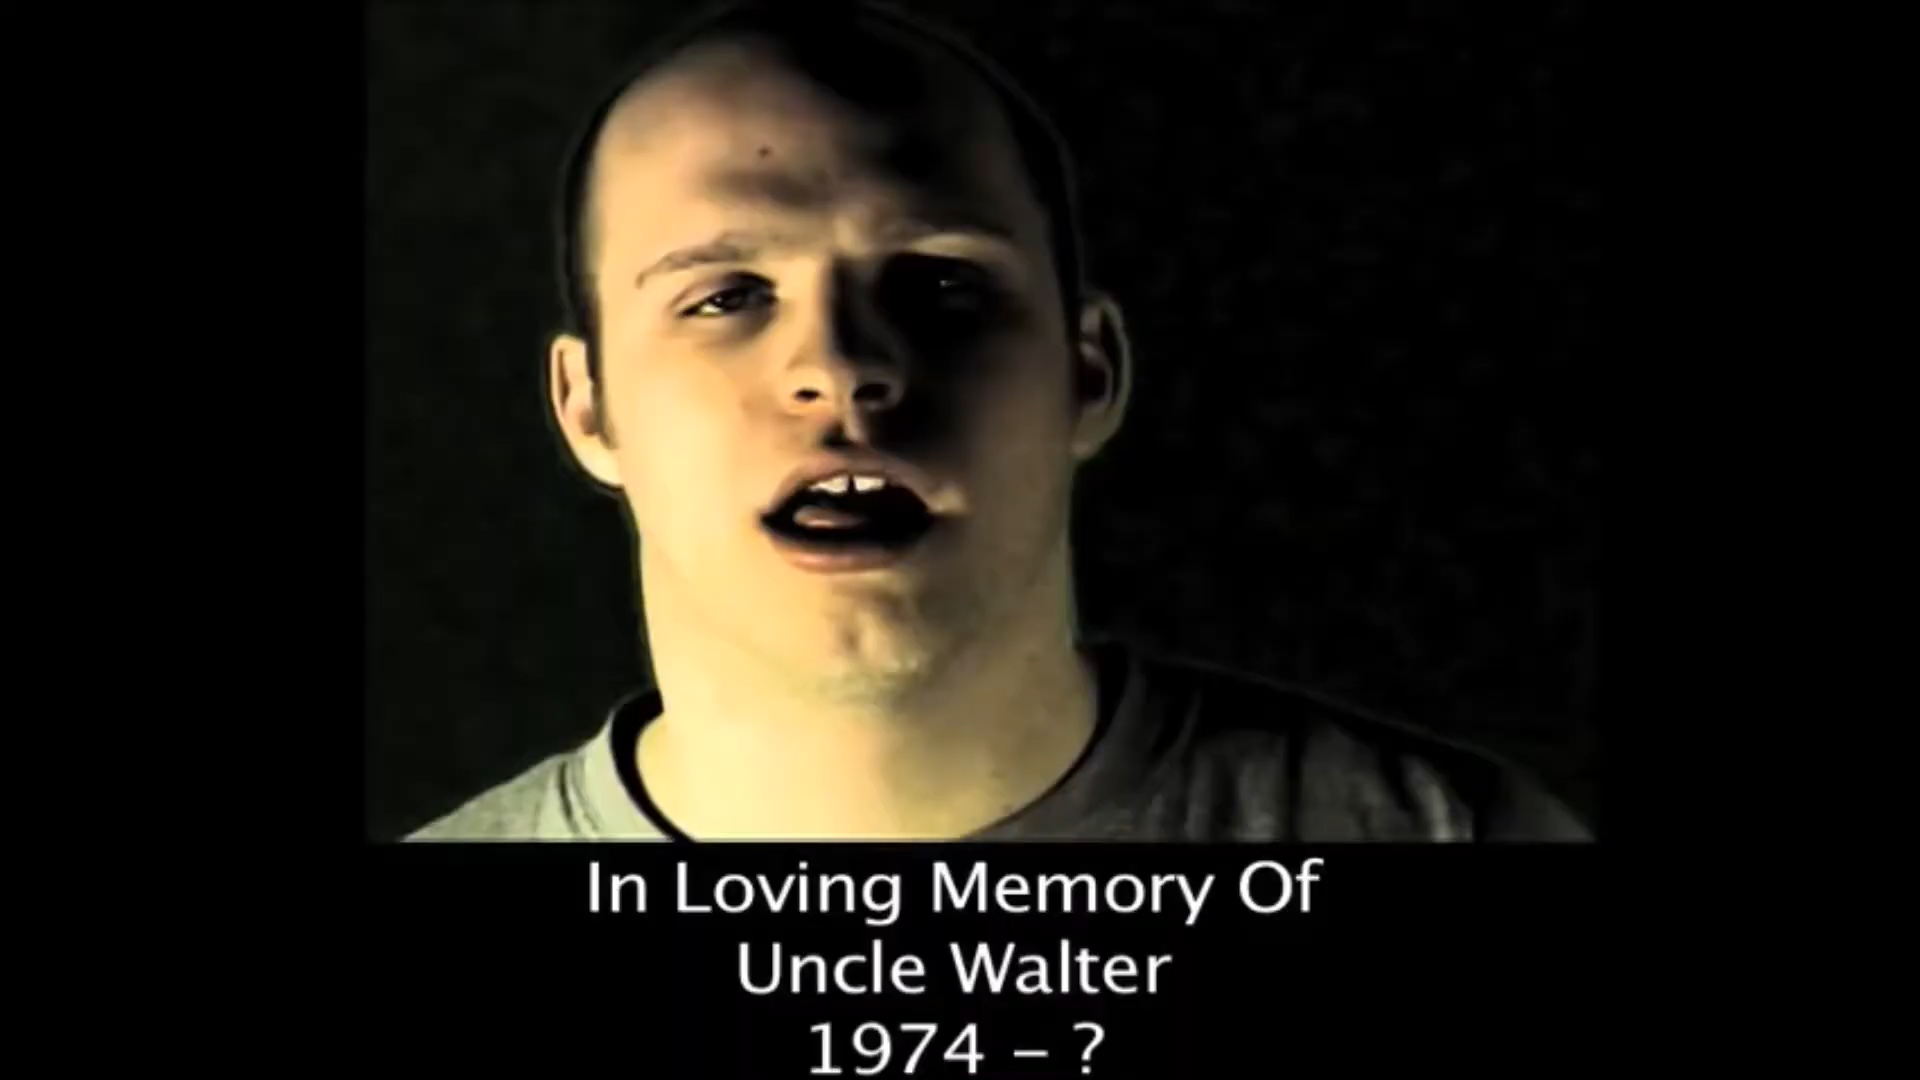 In Loving Memory Of
Uncle Walter
1974 – ?